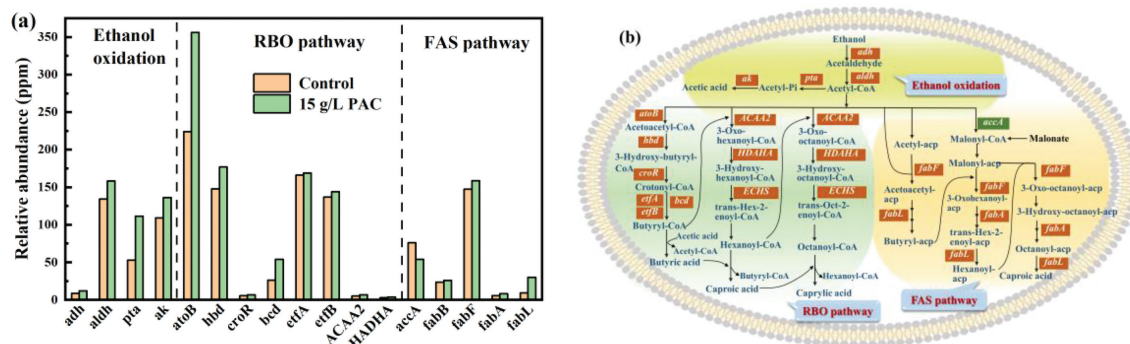 (a)
Relative abundance (ppm)
350
300
250
200
150
100
50
0
Ethanol
oxidation
RBO pathway
FAS pathway
Control
15 g/L PAC
adh
aldh
pta
ak
atoB
hbd
croR
bcd
etfA
etfB
ACAA2
HADHA
accA
fabB
fabF
fabA
fabL
(b)
Ethanol
adh
Acetaldehyde
aldh
Acetic acid
ak
Acetyl-Pi
pta
Acetyl-CoA
Ethanol oxidation
atoB
Acetoacetyl-CoA
hbd
3-Hydroxy-butyryl-
CoA
croR
Crotonyl-CoA
etfA
etfB
bcd
Butyryl-CoA
Acetic acid
Acetyl-CoA
Butyric acid
ACAA2
3-Oxo-
hexanoyl-CoA
HDAHA
3-Hydroxy-
hexanoyl-CoA
ECHS
trans-Hex-2-
enoyl-CoA
Hexanoyl-CoA
Butyryl-CoA
Caproic acid
ACAA2
3-Oxo-
octanoyl-CoA
HDAHA
3-Hydroxy-
octanoyl-CoA
ECHS
trans-Oct-2-
enoyl-CoA
Octanoyl-CoA
Hexanoyl-CoA
Caprylic acid
RBO pathway
accA
Malonyl-CoA
Malonate
Acetyl-acp
Malonyl-acp
fabF
Acetoacetyl-
acp
fabL
Butyryl-acp
fabF
3-Oxohexanoyl-
acp
fabA
trans-Hex-2-
enoyl-acp
fabL
Hexanoyl-
acp
fabF
3-Oxo-octanoyl-acp
3-Hydroxy-octanoyl-acp
fabA
Octanoyl-acp
fabL
Caproic acid
FAS pathway